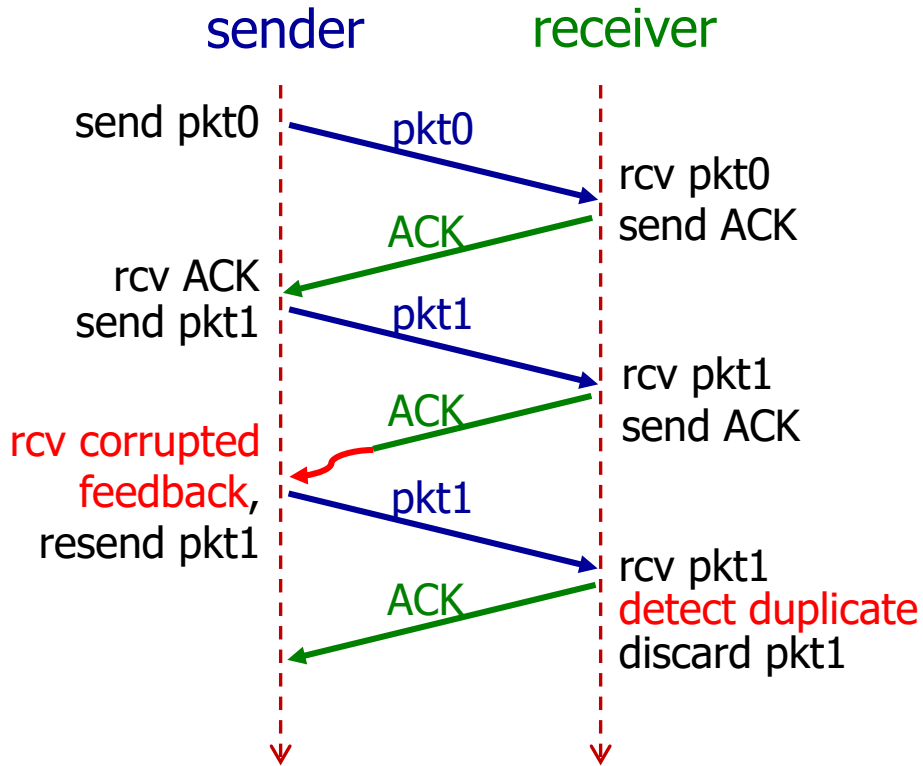 sender
receiver
send pkt0
pkt0
rcv pkt0
send ACK
ACK
rcv ACK
send pkt1
pkt1
rcv pkt1
send ACK
ACK
rcv corrupted
feedback,
resend pkt1
pkt1
rcv pkt1
detect duplicate
discard pkt1
ACK